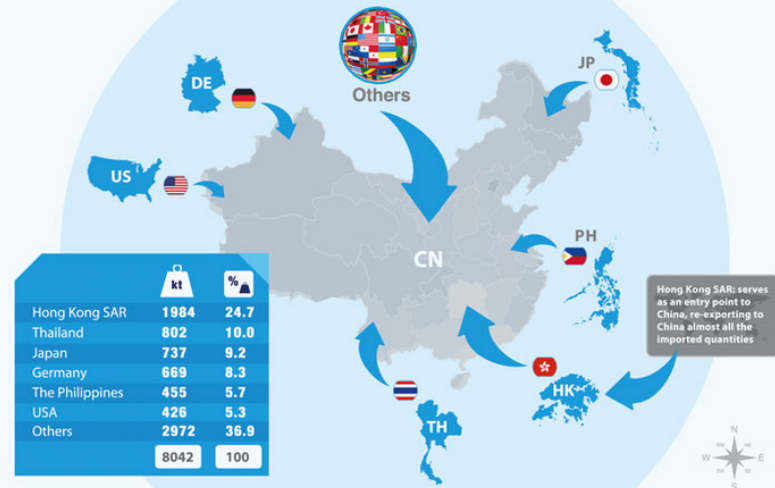 Others
DE
JP
US
CN
PH
TH
HK
Hong Kong SAR: serves
as an entry point to
China, re-exporting to
China almost all the
imported quantities
kt %
Hong Kong SAR 1984 24.7
Thailand 802 10.0
Japan 737 9.2
Germany 669 8.3
The Philippines 455 5.7
USA 426 5.3
Others 2972 36.9
8042 100
N
W E
S